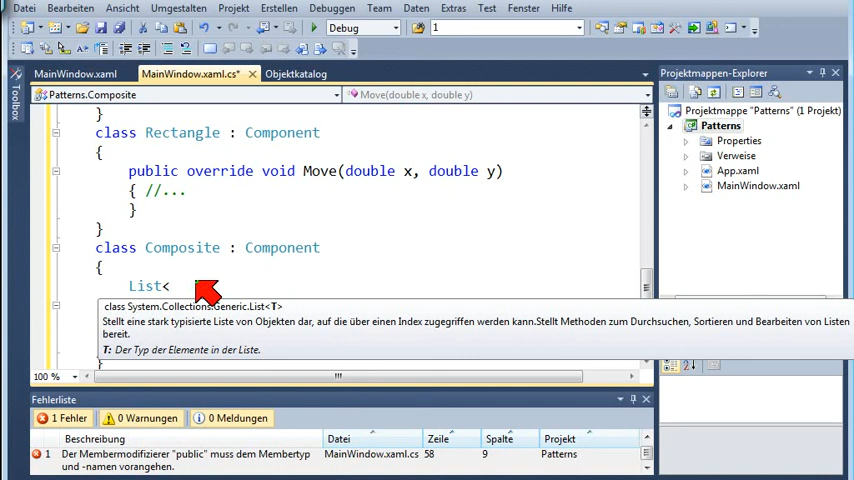 Datei Bearbeiten Ansicht Umgestalten Projekt Erstellen Debuggen Team Daten Extras Test Fenster Hilfe
Debug 1
MainWindow.xaml MainWindow.xaml.cs* Objektkatalog
Patterns.Composite Move(double x, double y)
}
class Rectangle : Component
{
public override void Move(double x, double y)
{ //...
}
}
class Composite : Component
{
List<
class System.Collections.Generic.List<T>
Stellt eine stark typisierte Liste von Objekten dar, auf die über einen Index zugegriffen werden kann.Stellt Methoden zum Durchsuchen, Sortieren und Bearbeiten von Listen
bereit.
T: Der Typ der Elemente in der Liste.
}
100 %
Toolbox
Projektmappen-Explorer
Projektmappe "Patterns" (1 Projekt)
Patterns
Properties
Verweise
App.xaml
MainWindow.xaml
Fehlerliste
1 Fehler 0 Warnungen 0 Meldungen
Beschreibung Datei Zeile Spalte Projekt
1 Der Membermodifizierer "public" muss dem Membertyp MainWindow.xaml.cs 58 9 Patterns
und -namen vorangehen.